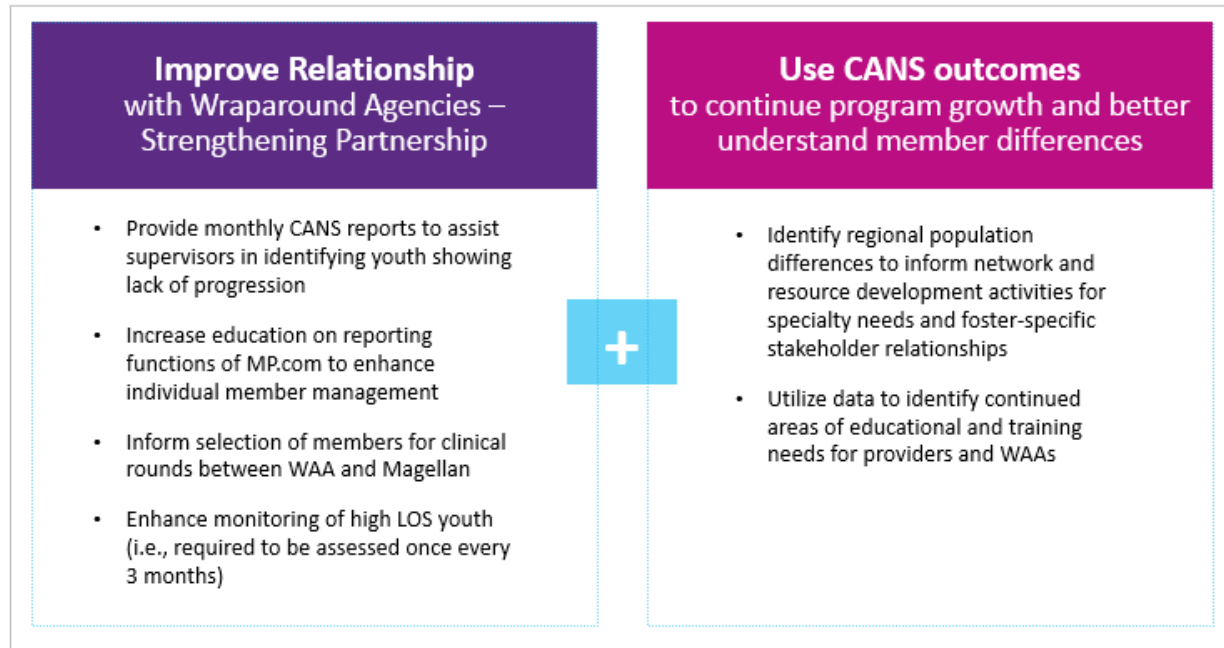 Improve Relationship
with Wraparound Agencies –
Strengthening Partnership
• Provide monthly CANS reports to assist
supervisors in identifying youth showing
lack of progression
• Increase education on reporting
functions of MP.com to enhance
individual member management
• Inform selection of members for clinical
rounds between WAA and Magellan
• Enhance monitoring of high LOS youth
(i.e., required to be assessed once every
3 months)
+
Use CANS outcomes
to continue program growth and better
understand member differences
• Identify regional population
differences to inform network and
resource development activities for
specialty needs and foster-specific
stakeholder relationships
• Utilize data to identify continued
areas of educational and training
needs for providers and WAAs